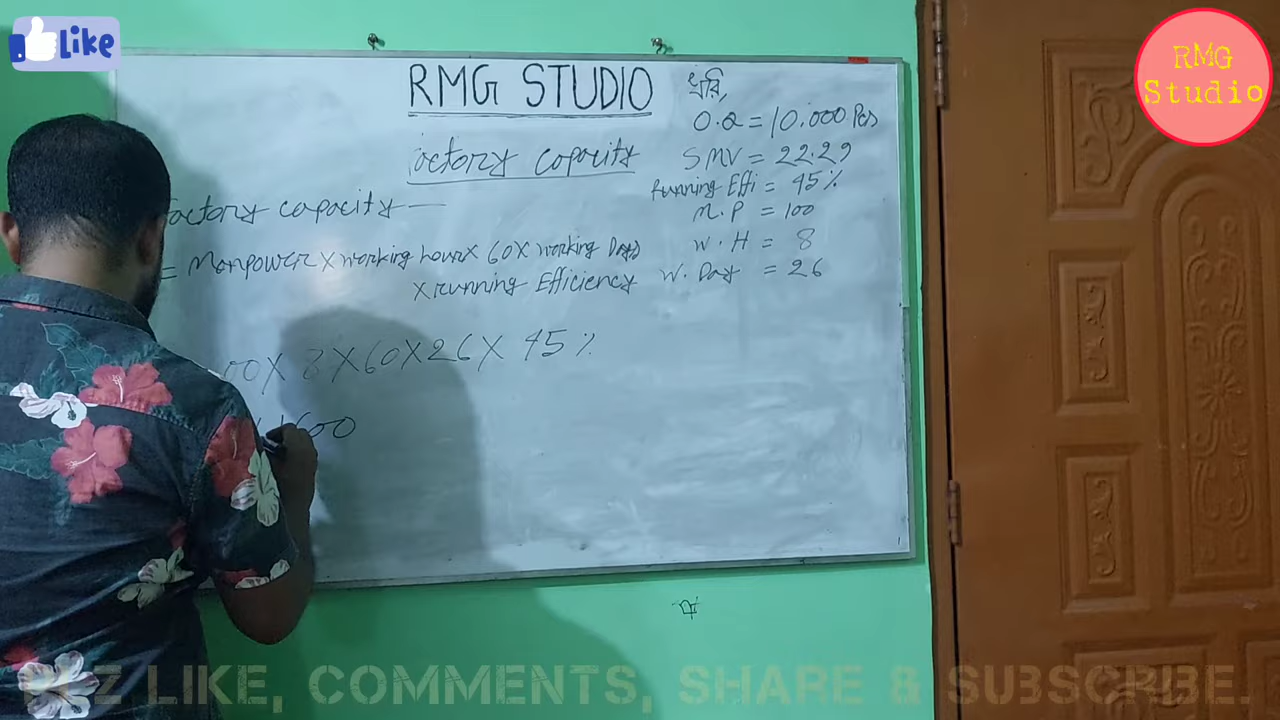 Like
RMG
Studio
RMG STUDIO
ধরি,
O.Q = 10.000 Pcs
factory capacity
SMV = 22.29
Running Effi = 45%
M.P = 100
factory capacity —
W.H = 8
= Manpower x working hour x 60 x working Days
W. Day = 26
x running Efficiency
00 x 8 x 60 x 26 x 45%
600
Z LIKE, COMMENTS, SHARE & SUBSCRIBE.